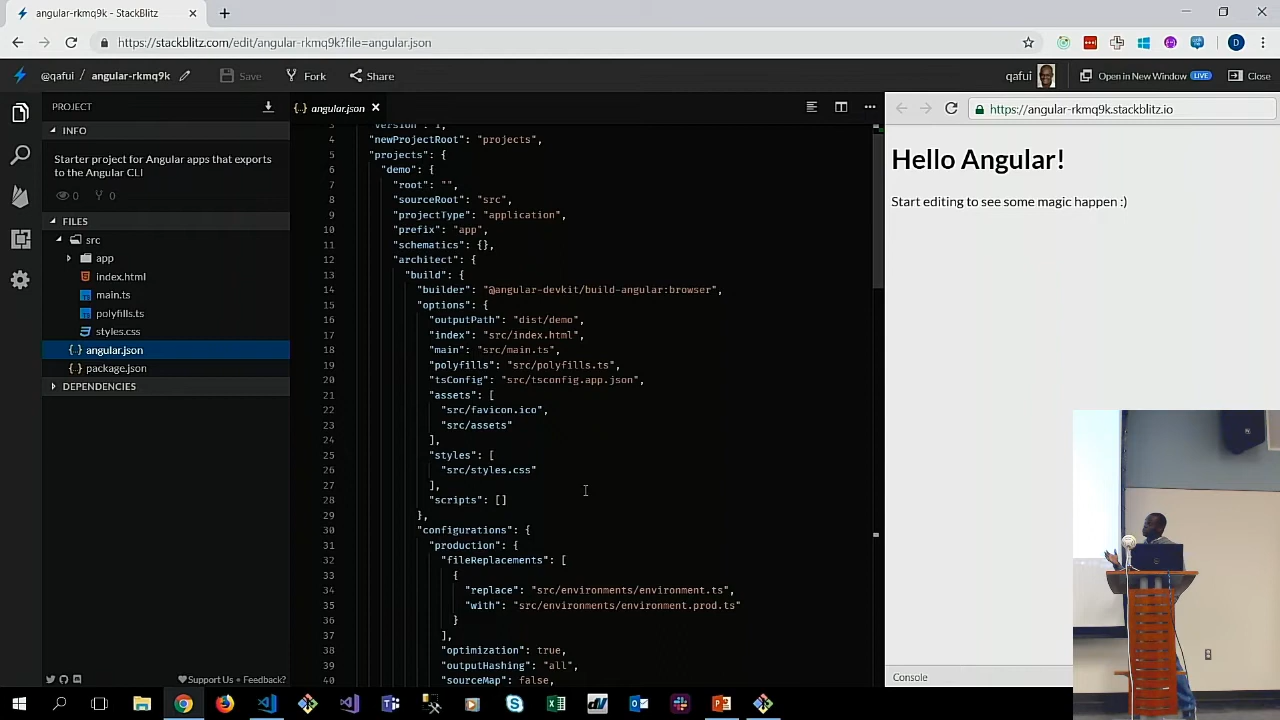 angular-rkmq9k - StackBlitz
https://stackblitz.com/edit/angular-rkmq9k?file=angular.json
D
@qafui / angular-rkmq9k
Save
Fork
Share
qafui
Open in New Window LIVE
Close
PROJECT
INFO
Starter project for Angular apps that exports
to the Angular CLI
0 0
FILES
src
app
index.html
main.ts
polyfills.ts
styles.css
angular.json
package.json
DEPENDENCIES
Support Us • Feedback?
{··} angular.json
3 "version": 1,
4 "newProjectRoot": "projects",
5 "projects": {
6 "demo": {
7 "root": "",
8 "sourceRoot": "src",
9 "projectType": "application",
10 "prefix": "app",
11 "schematics": {},
12 "architect": {
13 "build": {
14 "builder": "@angular-devkit/build-angular:browser",
15 "options": {
16 "outputPath": "dist/demo",
17 "index": "src/index.html",
18 "main": "src/main.ts",
19 "polyfills": "src/polyfills.ts",
20 "tsConfig": "src/tsconfig.app.json",
21 "assets": [
22 "src/favicon.ico",
23 "src/assets"
24 ],
25 "styles": [
26 "src/styles.css"
27 ],
28 "scripts": []
29 },
30 "configurations": {
31 "production": {
32 "fileReplacements": [
33 {
34 "replace": "src/environments/environment.ts",
35 "with": "src/environments/environment.prod.ts"
36 }
37 ],
38 "optimization": true,
39 "outputHashing": "all",
40 "sourceMap": false,
https://angular-rkmq9k.stackblitz.io
Hello Angular!
Start editing to see some magic happen :)
Console